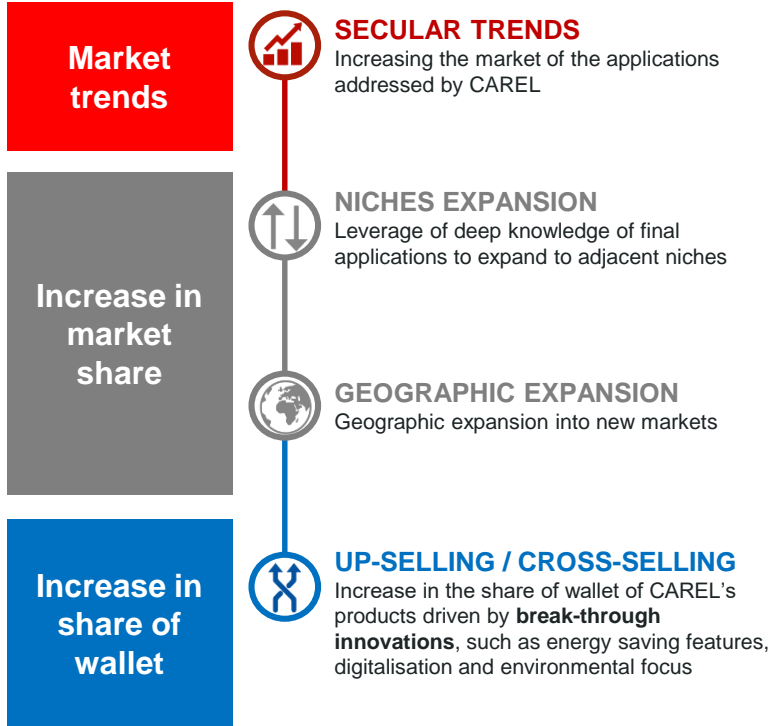 Market
trends
SECULAR TRENDS
Increasing the market of the applications
addressed by CAREL
Increase in
market
share
NICHES EXPANSION
Leverage of deep knowledge of final
applications to expand to adjacent niches
GEOGRAPHIC EXPANSION
Geographic expansion into new markets
Increase in
share of
wallet
UP-SELLING / CROSS-SELLING
Increase in the share of wallet of CAREL’s
products driven by break-through
innovations, such as energy saving features,
digitalisation and environmental focus